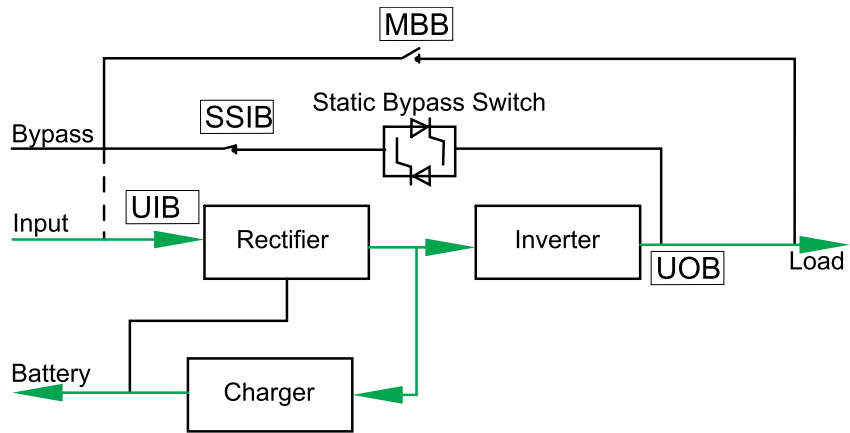 MBB
Static Bypass Switch
SSIB
Bypass
UIB
Input
Rectifier
Inverter
UOB
Load
Battery
Charger